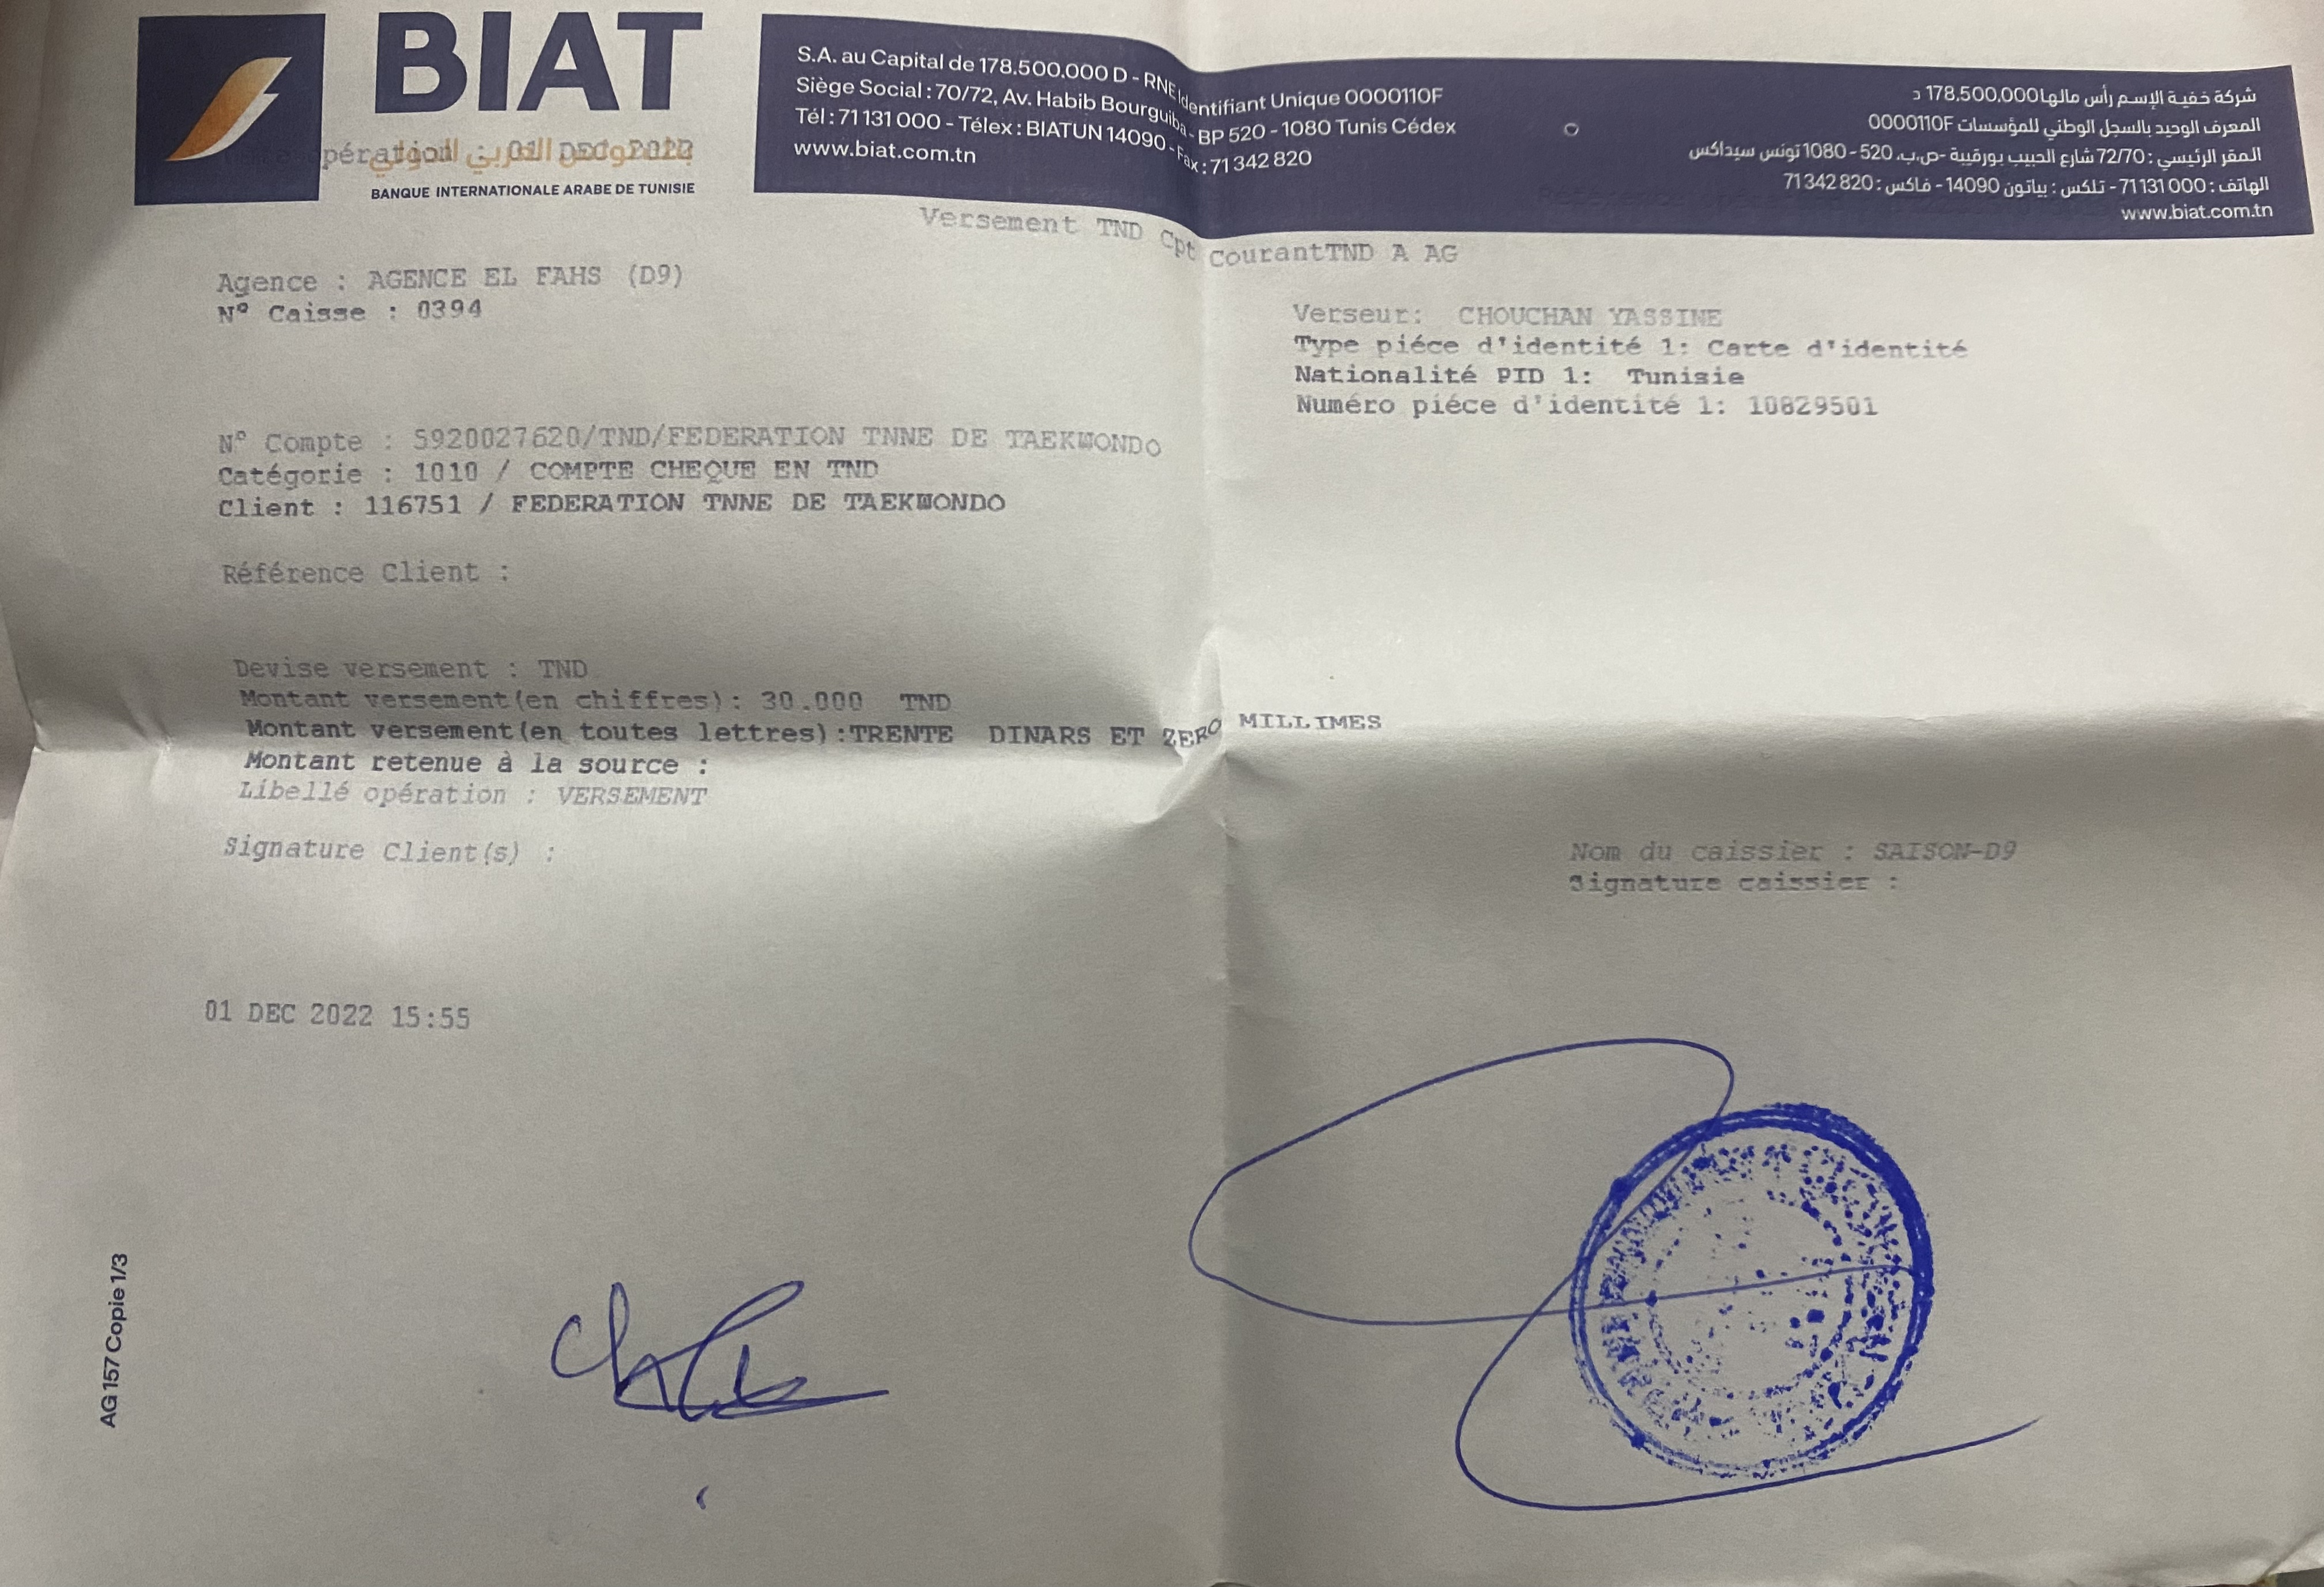 BIAT
BANQUE INTERNATIONALE ARABE DE TUNISIE
pération : 01 DEC 2022
S.A. au Capital de 178.500.000 D - RNE Identifiant Unique 0000110F
Siège Social : 70/72, Av. Habib Bourguiba - BP 520 - 1080 Tunis Cédex
Tél : 71 131 000 - Télex : BIATUN 14090 - Fax : 71 342 820
www.biat.com.tn
شركة خفية الإسم رأس مالها 178.500.000 د
المعرف الوحيد بالسجل الوطني للمؤسسات 0000110F
المقر الرئيسي : 72/70 شارع الحبيب بورقيبة -ص.ب. 520 - 1080 تونس سيداكس
الهاتف : 71 131 000 - تلكس : بياتون 14090 - فاكس : 71 342 820
www.biat.com.tn
Versement TND Cpt CourantTND A AG
Agence : AGENCE EL FAHS (D9)
N° Caisse : 0394
Verseur: CHOUCHAN YASSINE
Type piéce d'identité 1: Carte d'identité
Nationalité PID 1: Tunisie
Numéro piéce d'identité 1: 10829501
N° Compte : 5920027620/TND/FEDERATION TNNE DE TAEKWONDO
Catégorie : 1010 / COMPTE CHEQUE EN TND
Client : 116751 / FEDERATION TNNE DE TAEKWONDO
Référence Client :
Devise versement : TND
Montant versement(en chiffres): 30.000 TND
Montant versement(en toutes lettres):TRENTE DINARS ET ZERO MILLIMES
Montant retenue à la source :
Libellé opération : VERSEMENT
Signature Client(s) :
Nom du caissier : SAISON-D9
Signature caissier :
01 DEC 2022 15:55
AG 157 Copie 1/3